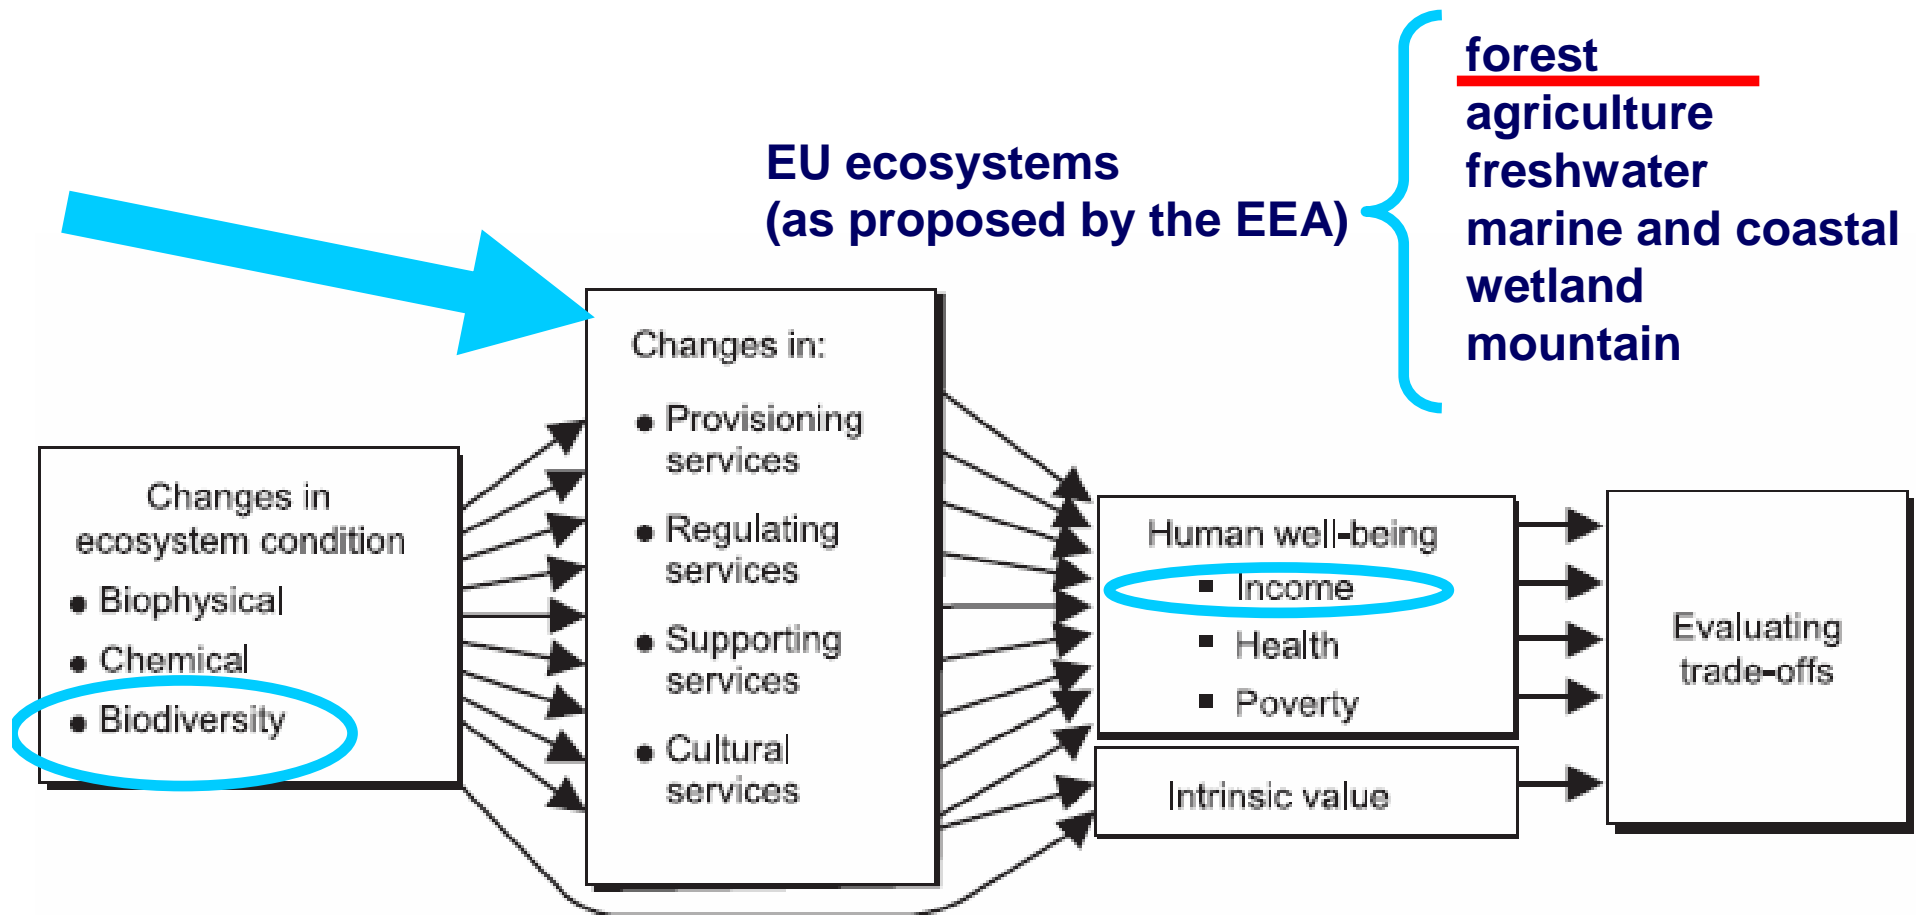 EU ecosystems
(as proposed by the EEA)
forest
agriculture
freshwater
marine and coastal
wetland
mountain
Changes in
ecosystem condition
● Biophysical
● Chemical
● Biodiversity
Changes in:
● Provisioning
services
● Regulating
services
● Supporting
services
● Cultural
services
Human well-being
▪ Income
▪ Health
▪ Poverty
Intrinsic value
Evaluating
trade-offs